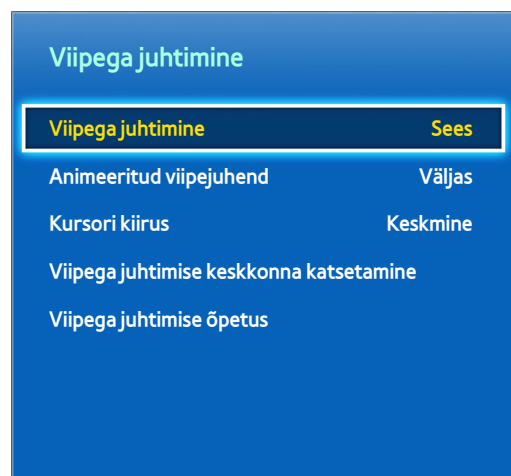 Viipega juhtimine
Viipega juhtimine Sees
Animeeritud viipejuhend Väljas
Kursori kiirus Keskmine
Viipega juhtimise keskkonna katsetamine
Viipega juhtimise õpetus